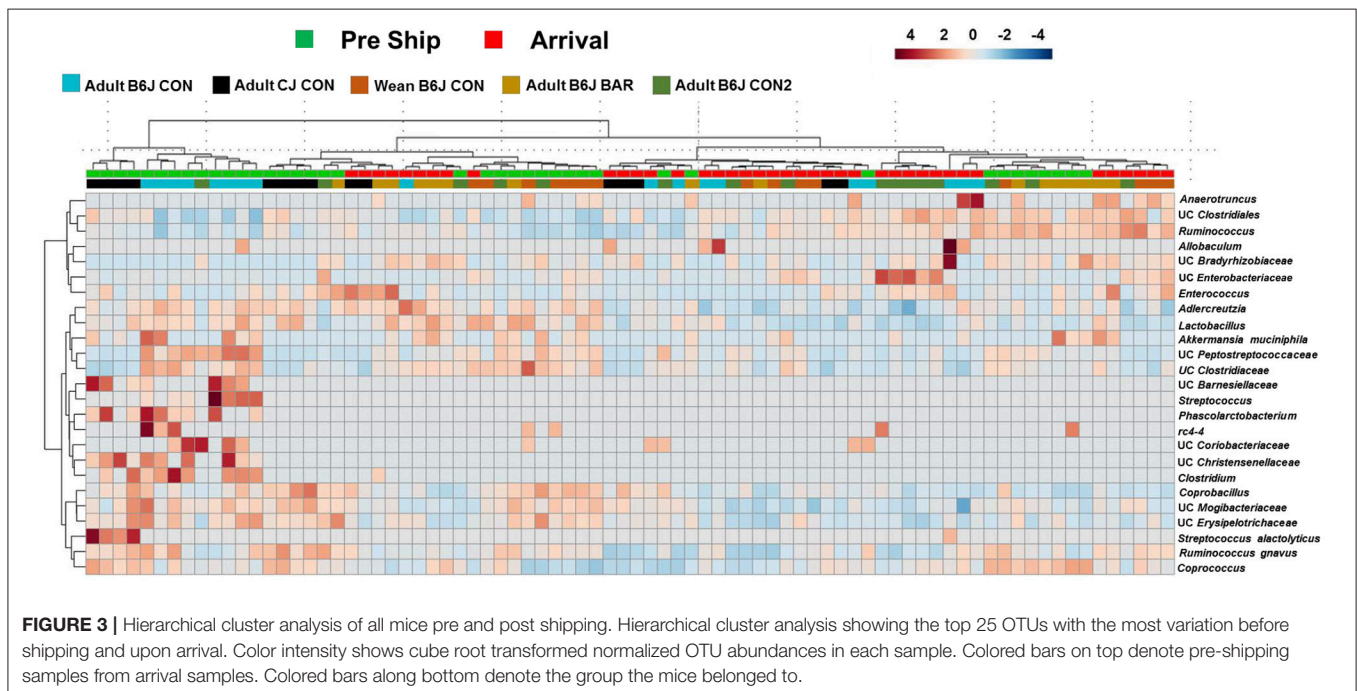 Pre Ship Arrival
4 2 0 -2 -4
Adult B6J CON Adult CJ CON Wean B6J CON Adult B6J BAR Adult B6J CON2
Anaerotruncus
UC Clostridiales
Ruminococcus
Allobaculum
UC Bradyrhizobiaceae
UC Enterobacteriaceae
Enterococcus
Adlercreutzia
Lactobacillus
Akkermansia muciniphila
UC Peptostreptococcaceae
UC Clostridiaceae
UC Barnesiellaceae
Streptococcus
Phascolarctobacterium
rc4-4
UC Coriobacteriaceae
UC Christensenellaceae
Clostridium
Coprobacillus
UC Mogibacteriaceae
UC Erysipelotrichaceae
Streptococcus alactolyticus
Ruminococcus gnavus
Coprococcus
FIGURE 3 | Hierarchical cluster analysis of all mice pre and post shipping. Hierarchical cluster analysis showing the top 25 OTUs with the most variation before
shipping and upon arrival. Color intensity shows cube root transformed normalized OTU abundances in each sample. Colored bars on top denote pre-shipping
samples from arrival samples. Colored bars along bottom denote the group the mice belonged to.